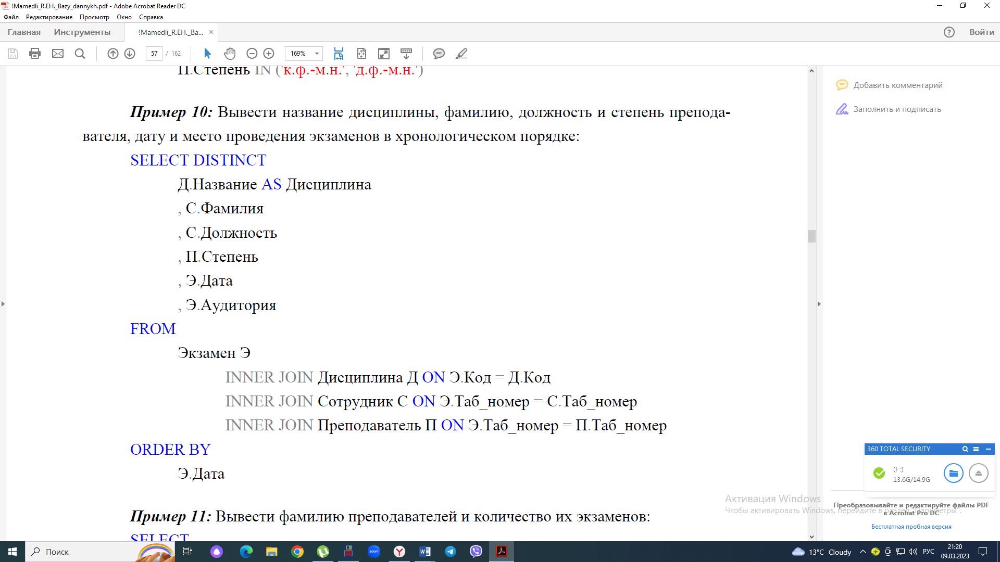 !Mamedli_R.EH._Bazy_dannykh.pdf - Adobe Acrobat Reader DC
Файл Редактирование Просмотр Окно Справка
Главная Инструменты !Mamedli_R.EH._Ba... × Войти
57 / 162 169%
П.Степень IN ('к.ф.-м.н.', 'д.ф.-м.н.')
Пример 10: Вывести название дисциплины, фамилию, должность и степень препода-
вателя, дату и место проведения экзаменов в хронологическом порядке:
SELECT DISTINCT
Д.Название AS Дисциплина
, С.Фамилия
, С.Должность
, П.Степень
, Э.Дата
, Э.Аудитория
FROM
Экзамен Э
INNER JOIN Дисциплина Д ON Э.Код = Д.Код
INNER JOIN Сотрудник С ON Э.Таб_номер = С.Таб_номер
INNER JOIN Преподаватель П ON Э.Таб_номер = П.Таб_номер
ORDER BY
Э.Дата
Пример 11: Вывести фамилию преподавателей и количество их экзаменов:
SELECT
Добавить комментарий
Заполнить и подписать
360 TOTAL SECURITY
(F :)
13.6G/14.9G
Активация Windows
Чтобы активировать Windows, перейдите в раздел "Параметры".
Преобразовывайте и редактируйте файлы PDF
в Acrobat Pro DC
Бесплатная пробная версия
Поиск
zoom
13°C Cloudy
РУС
21:20
09.03.2023